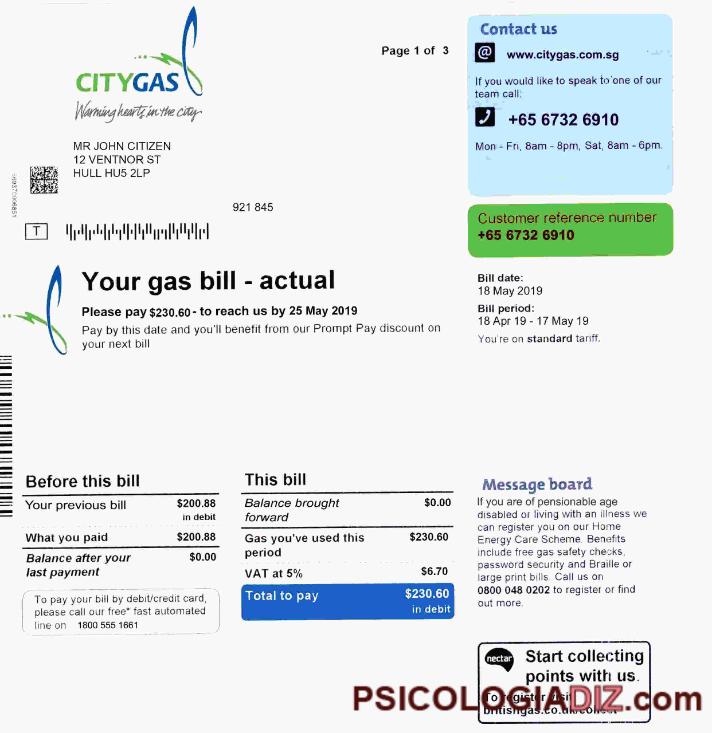 CITYGAS
Warming hearts in the city
Page 1 of 3
Contact us
@ www.citygas.com.sg
If you would like to speak to one of our
team call:
+65 6732 6910
Mon - Fri, 8am - 8pm, Sat, 8am - 6pm.
MR JOHN CITIZEN
12 VENTNOR ST
HULL HU5 2LP
921 845
T
Customer reference number
+65 6732 6910
Your gas bill - actual
Please pay $230.60 - to reach us by 25 May 2019
Pay by this date and you'll benefit from our Prompt Pay discount on
your next bill
Bill date:
18 May 2019
Bill period:
18 Apr 19 - 17 May 19
You're on standard tariff.
Before this bill
Your previous bill $200.88
in debit
What you paid $200.88
Balance after your $0.00
last payment
To pay your bill by debit/credit card,
please call our free* fast automated
line on 1800 555 1661
This bill
Balance brought $0.00
forward
Gas you've used this $230.60
period
VAT at 5% $6.70
Total to pay $230.60
in debit
Message board
If you are of pensionable age
disabled or living with an illness we
can register you on our Home
Energy Care Scheme. Benefits
include free gas safety checks,
password security and Braille or
large print bills. Call us on
0800 048 0202 to register or find
out more.
nectar
Start collecting
points with us.
To register visit
britishgas.co.uk/collect
PSICOLOGIADIZ.com